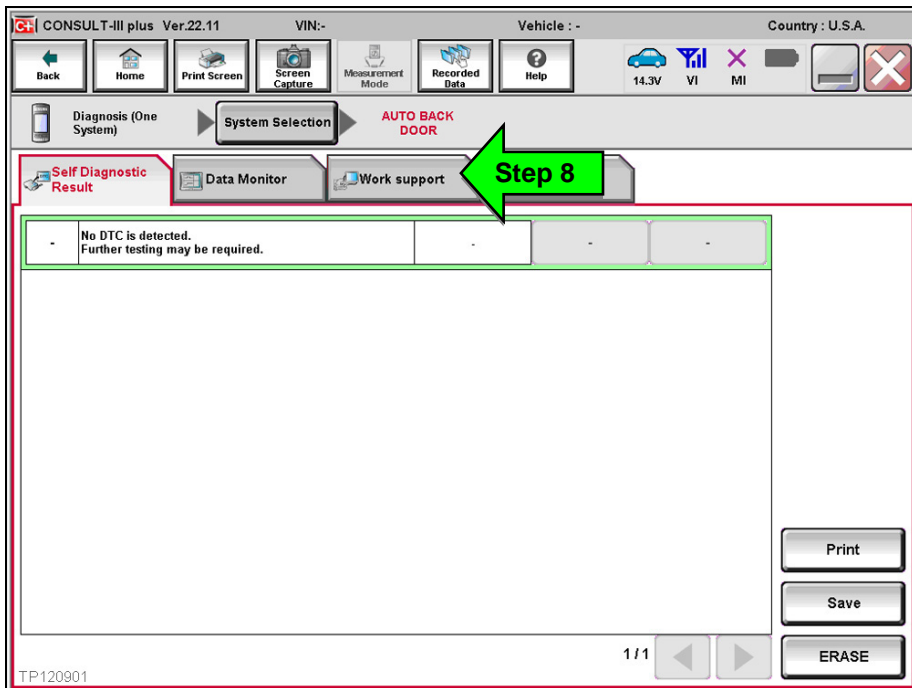 C+ CONSULT-III plus Ver.22.11 VIN:- Vehicle : - Country : U.S.A.
Back
Home
Print Screen
Screen
Capture
Measurement
Mode
Recorded
Data
Help
14.3V
VI
MI
Diagnosis (One
System)
System Selection
AUTO BACK
DOOR
Self Diagnostic
Result
Data Monitor
Work support
Step 8
-
No DTC is detected.
Further testing may be required.
-
-
-
Print
Save
1/1
ERASE
TP120901